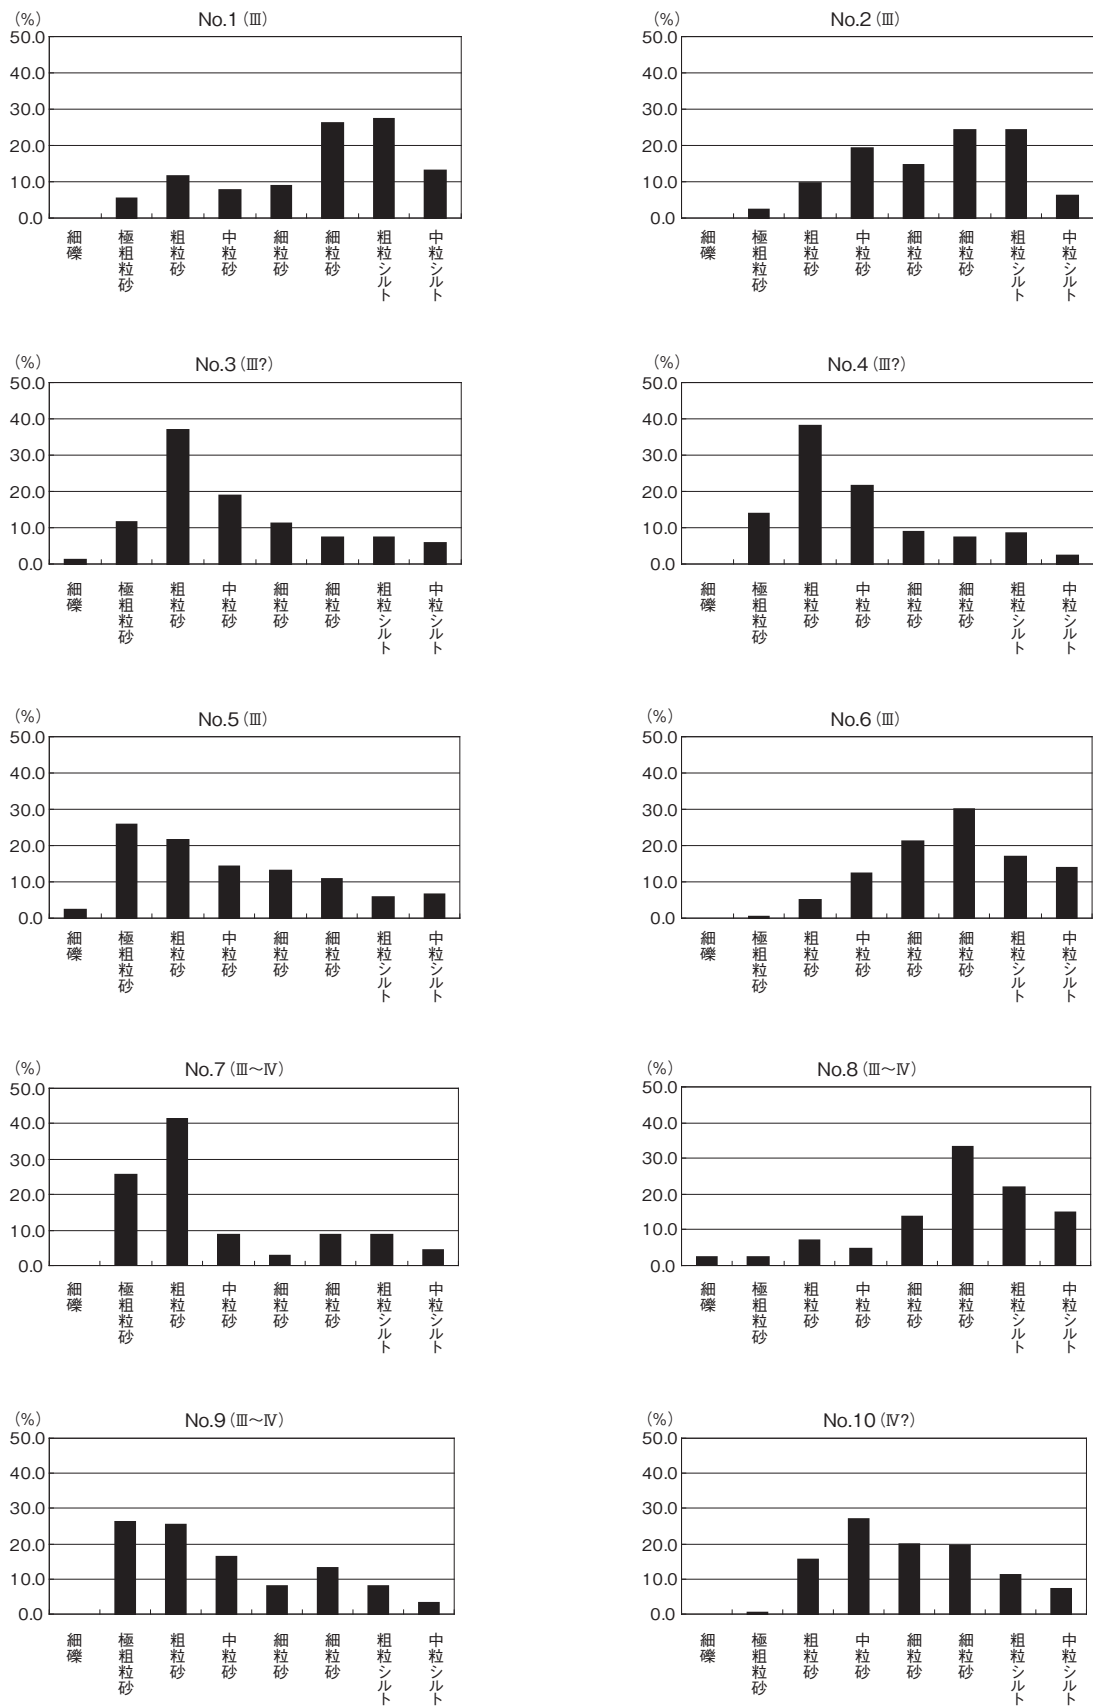 (%)
No.1(Ⅲ)
50.0
40.0
30.0
20.0
10.0
0.0
細礫
極粗粒砂
粗粒砂
中粒砂
細粒砂
細粒砂
粗粒シルト
中粒シルト
(%)
No.2(Ⅲ)
50.0
40.0
30.0
20.0
10.0
0.0
細礫
極粗粒砂
粗粒砂
中粒砂
細粒砂
細粒砂
粗粒シルト
中粒シルト
(%)
No.3(Ⅲ?)
50.0
40.0
30.0
20.0
10.0
0.0
細礫
極粗粒砂
粗粒砂
中粒砂
細粒砂
細粒砂
粗粒シルト
中粒シルト
(%)
No.4(Ⅲ?)
50.0
40.0
30.0
20.0
10.0
0.0
細礫
極粗粒砂
粗粒砂
中粒砂
細粒砂
細粒砂
粗粒シルト
中粒シルト
(%)
No.5(Ⅲ)
50.0
40.0
30.0
20.0
10.0
0.0
細礫
極粗粒砂
粗粒砂
中粒砂
細粒砂
細粒砂
粗粒シルト
中粒シルト
(%)
No.6(Ⅲ)
50.0
40.0
30.0
20.0
10.0
0.0
細礫
極粗粒砂
粗粒砂
中粒砂
細粒砂
細粒砂
粗粒シルト
中粒シルト
(%)
No.7(Ⅲ～Ⅳ)
50.0
40.0
30.0
20.0
10.0
0.0
細礫
極粗粒砂
粗粒砂
中粒砂
細粒砂
細粒砂
粗粒シルト
中粒シルト
(%)
No.8(Ⅲ～Ⅳ)
50.0
40.0
30.0
20.0
10.0
0.0
細礫
極粗粒砂
粗粒砂
中粒砂
細粒砂
細粒砂
粗粒シルト
中粒シルト
(%)
No.9(Ⅲ～Ⅳ)
50.0
40.0
30.0
20.0
10.0
0.0
細礫
極粗粒砂
粗粒砂
中粒砂
細粒砂
細粒砂
粗粒シルト
中粒シルト
(%)
No.10(Ⅳ?)
50.0
40.0
30.0
20.0
10.0
0.0
細礫
極粗粒砂
粗粒砂
中粒砂
細粒砂
細粒砂
粗粒シルト
中粒シルト